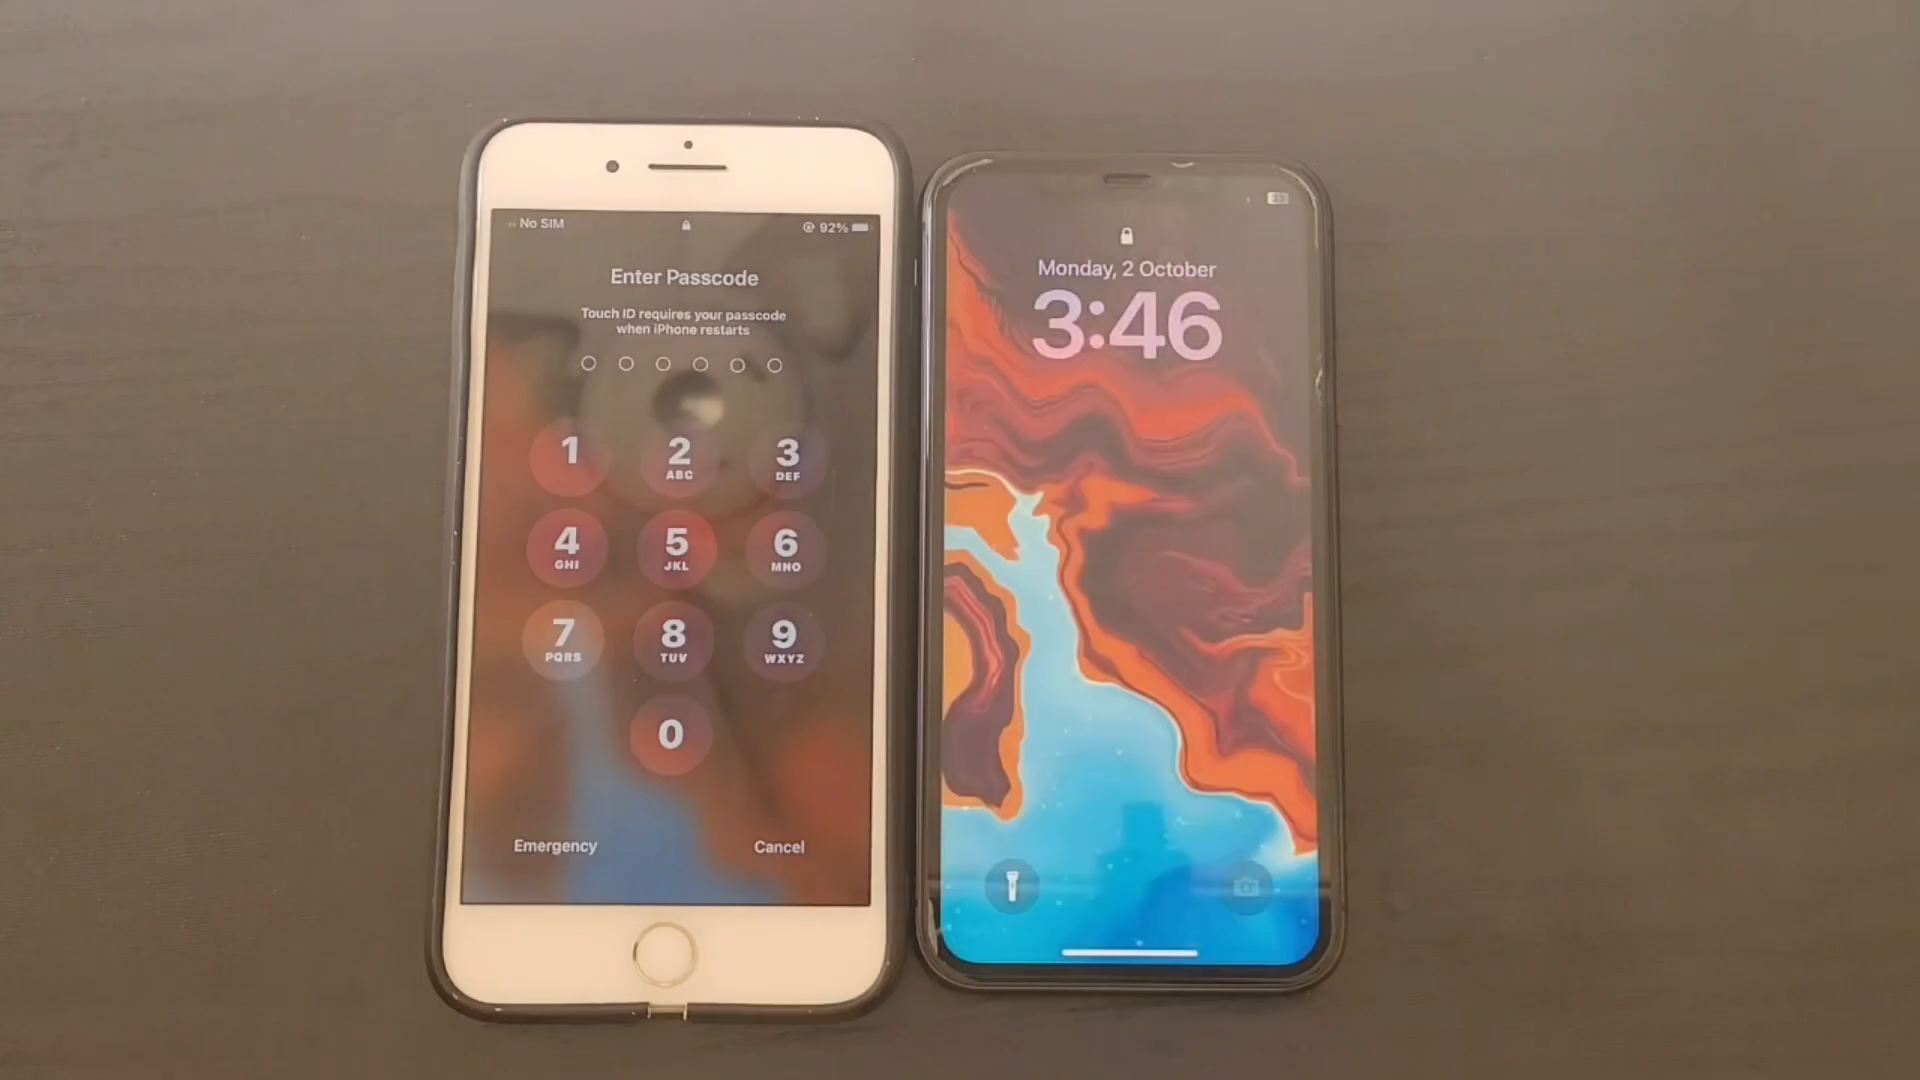 No SIM
92%
Enter Passcode
Touch ID requires your passcode
when iPhone restarts
1
2
ABC
3
DEF
4
GHI
5
JKL
6
MNO
7
PQRS
8
TUV
9
WXYZ
0
Emergency
Cancel
Monday, 2 October
3:46